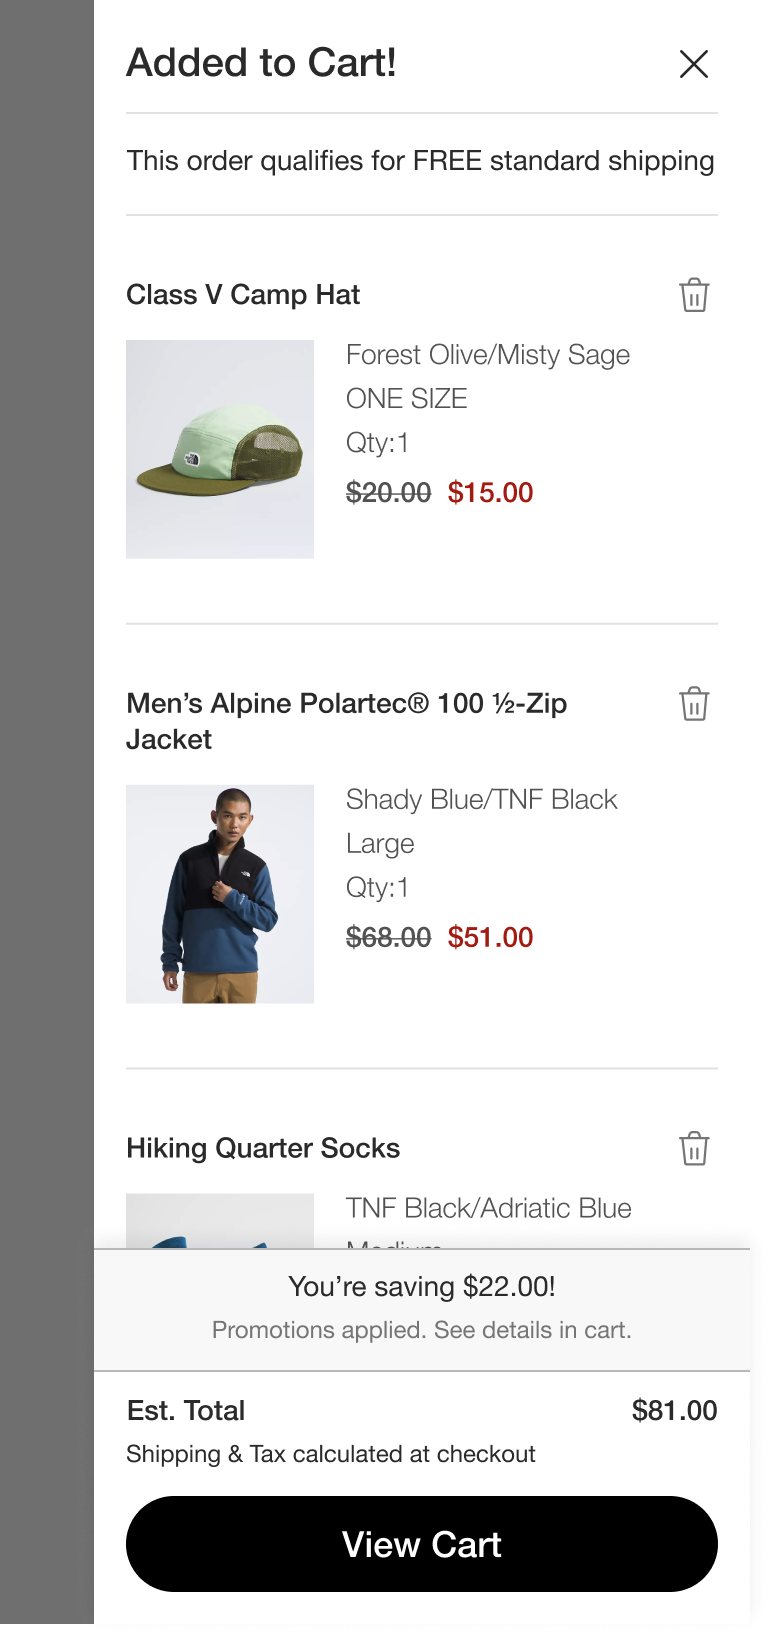 Added to Cart!
This order qualifies for FREE standard shipping
Class V Camp Hat
Forest Olive/Misty Sage
ONE SIZE
Qty:1
$20.00 $15.00
Men’s Alpine Polartec® 100 ½-Zip
Jacket
Shady Blue/TNF Black
Large
Qty:1
$68.00 $51.00
Hiking Quarter Socks
TNF Black/Adriatic Blue
Medium
You’re saving $22.00!
Promotions applied. See details in cart.
Est. Total $81.00
Shipping & Tax calculated at checkout
View Cart